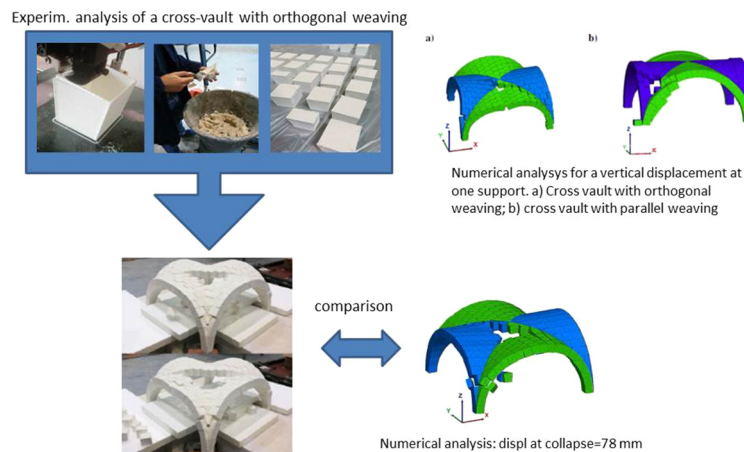 Experim. analysis of a cross-vault with orthogonal weaving
a)
b)
Z
Y
X
Z
Y
X
Numerical analysys for a vertical displacement at
one support. a) Cross vault with orthogonal
weaving; b) cross vault with parallel weaving
comparison
Z
Y
X
Numerical analysis: displ at collapse=78 mm